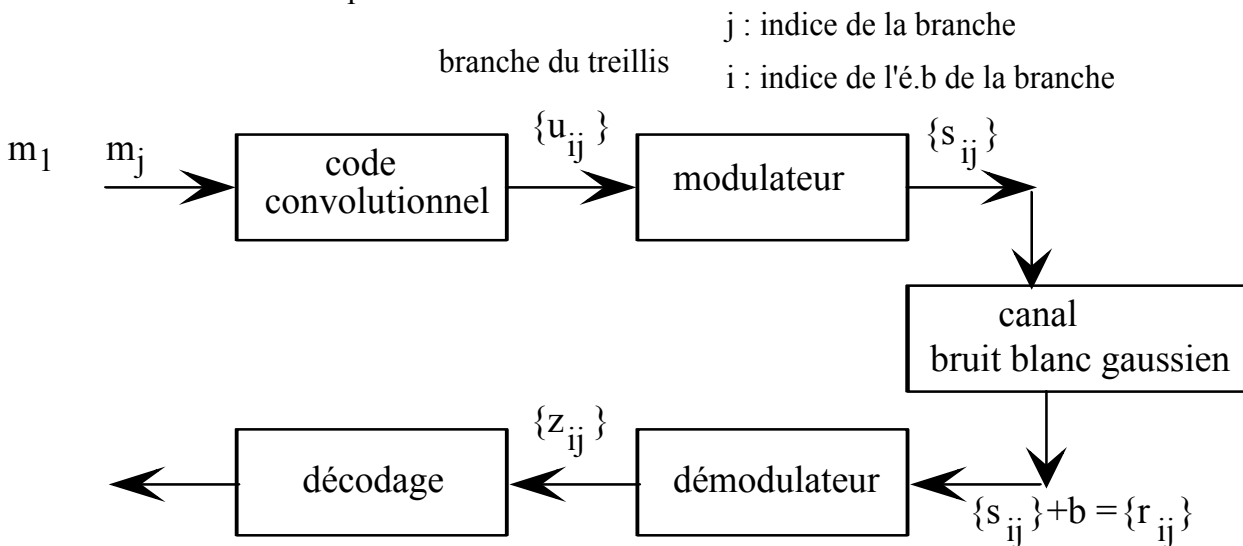 j : indice de la branche
branche du treillis
i : indice de l'é.b de la branche
m1 mj
code
convolutionnel
{uij}
modulateur
{sij}
canal
bruit blanc gaussien
décodage
{zij}
démodulateur
{sij}+b ={rij}